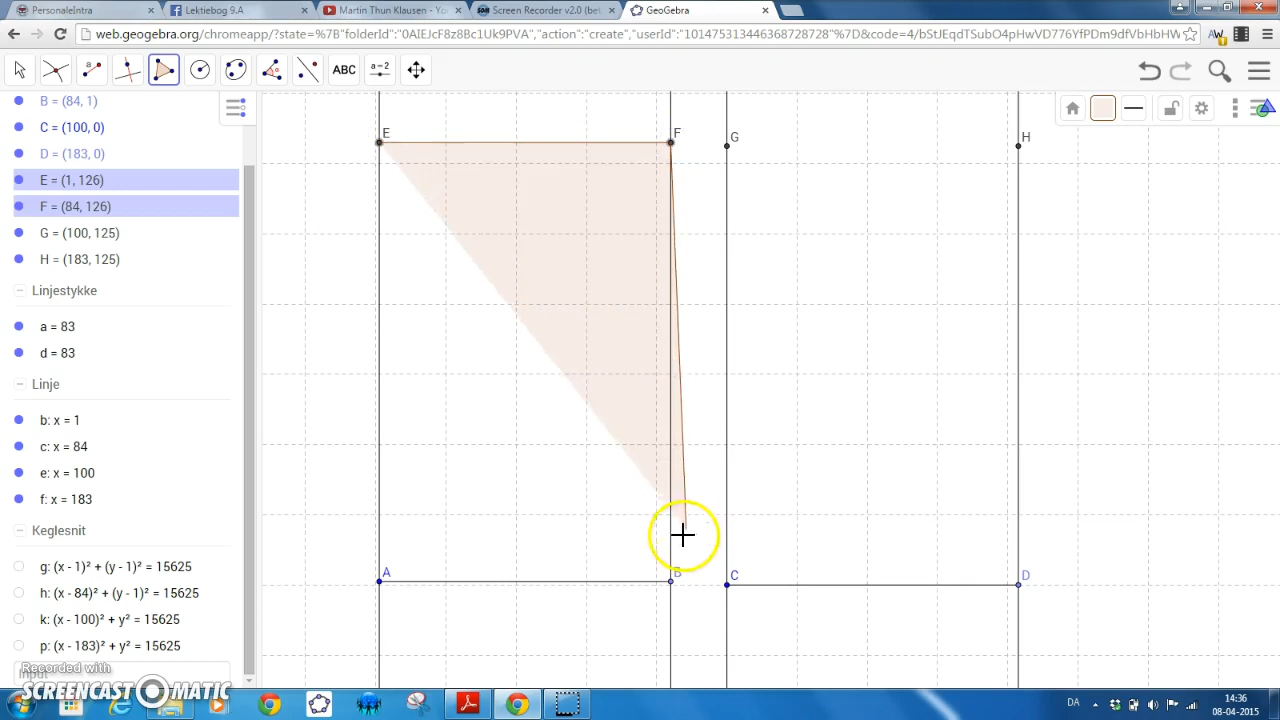 PersonaleIntra
Lektiebog 9.A
Martin Thun Klausen - Yo
Screen Recorder v2.0 (bet
GeoGebra
web.geogebra.org/chromeapp/?state=%7B"folderId":"0AIEJcF8z8Bc1Uk9PVA","action":"create","userId":"101475313446368728728"%7D&code=4/bStJEqdTSubO4pHwVD776YfPDm9dfVbHbHW
ABC
a=2
B = (84, 1)
C = (100, 0)
D = (183, 0)
E = (1, 126)
F = (84, 126)
G = (100, 125)
H = (183, 125)
Linjestykke
a = 83
d = 83
Linje
b: x = 1
c: x = 84
e: x = 100
f: x = 183
Keglesnit
g: (x - 1)² + (y - 1)² = 15625
h: (x - 84)² + (y - 1)² = 15625
k: (x - 100)² + y² = 15625
p: (x - 183)² + y² = 15625
Input
E
F
G
H
A
B
C
D
Recorded with
SCREENCAST MATIC
DA
14:36
08-04-2015